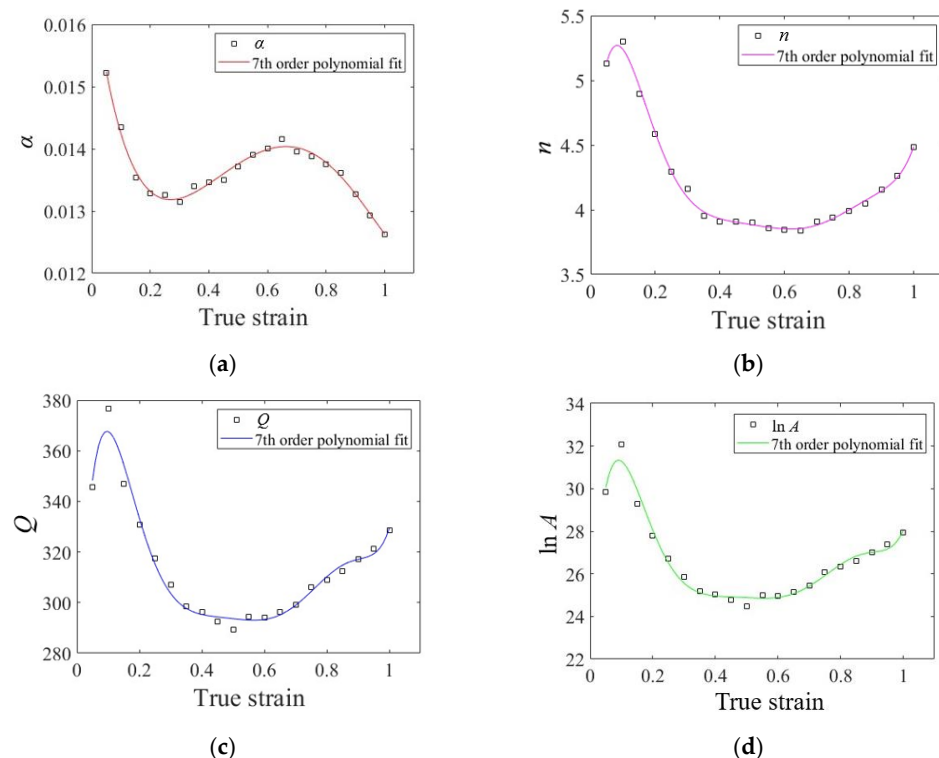 0.016
0.015
0.014
0.013
0.012
α
α
7th order polynomial fit
0 0.2 0.4 0.6 0.8 1
True strain
(a)
5.5
5
4.5
4
3.5
n
n
7th order polynomial fit
0 0.2 0.4 0.6 0.8 1
True strain
(b)
380
360
340
320
300
280
Q
Q
7th order polynomial fit
0 0.2 0.4 0.6 0.8 1
True strain
(c)
34
32
30
28
26
24
22
ln A
ln A
7th order polynomial fit
0 0.2 0.4 0.6 0.8 1
True strain
(d)